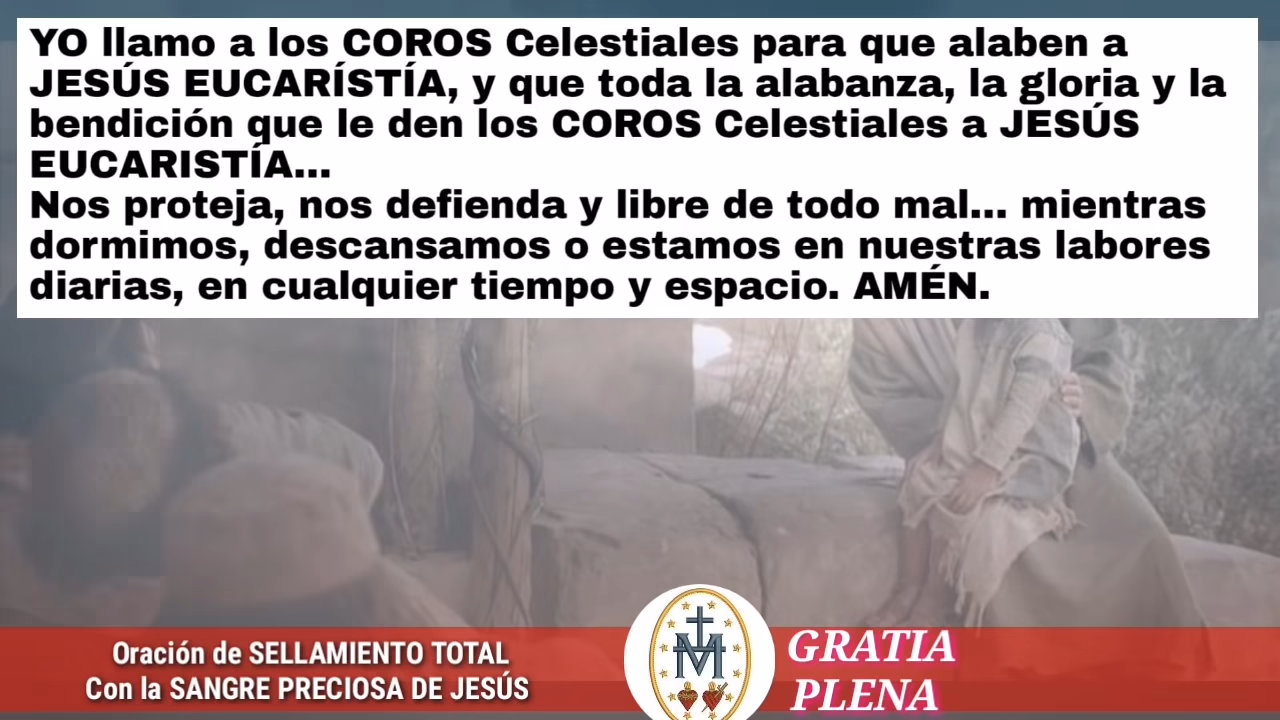 YO llamo a los COROS Celestiales para que alaben a
JESÚS EUCARÍSTÍA, y que toda la alabanza, la gloria y la
bendición que le den los COROS Celestiales a JESÚS
EUCARISTÍA...
Nos proteja, nos defienda y libre de todo mal... mientras
dormimos, descansamos o estamos en nuestras labores
diarias, en cualquier tiempo y espacio. AMÉN.
Oración de SELLAMIENTO TOTAL
Con la SANGRE PRECIOSA DE JESÚS
GRATIA
PLENA